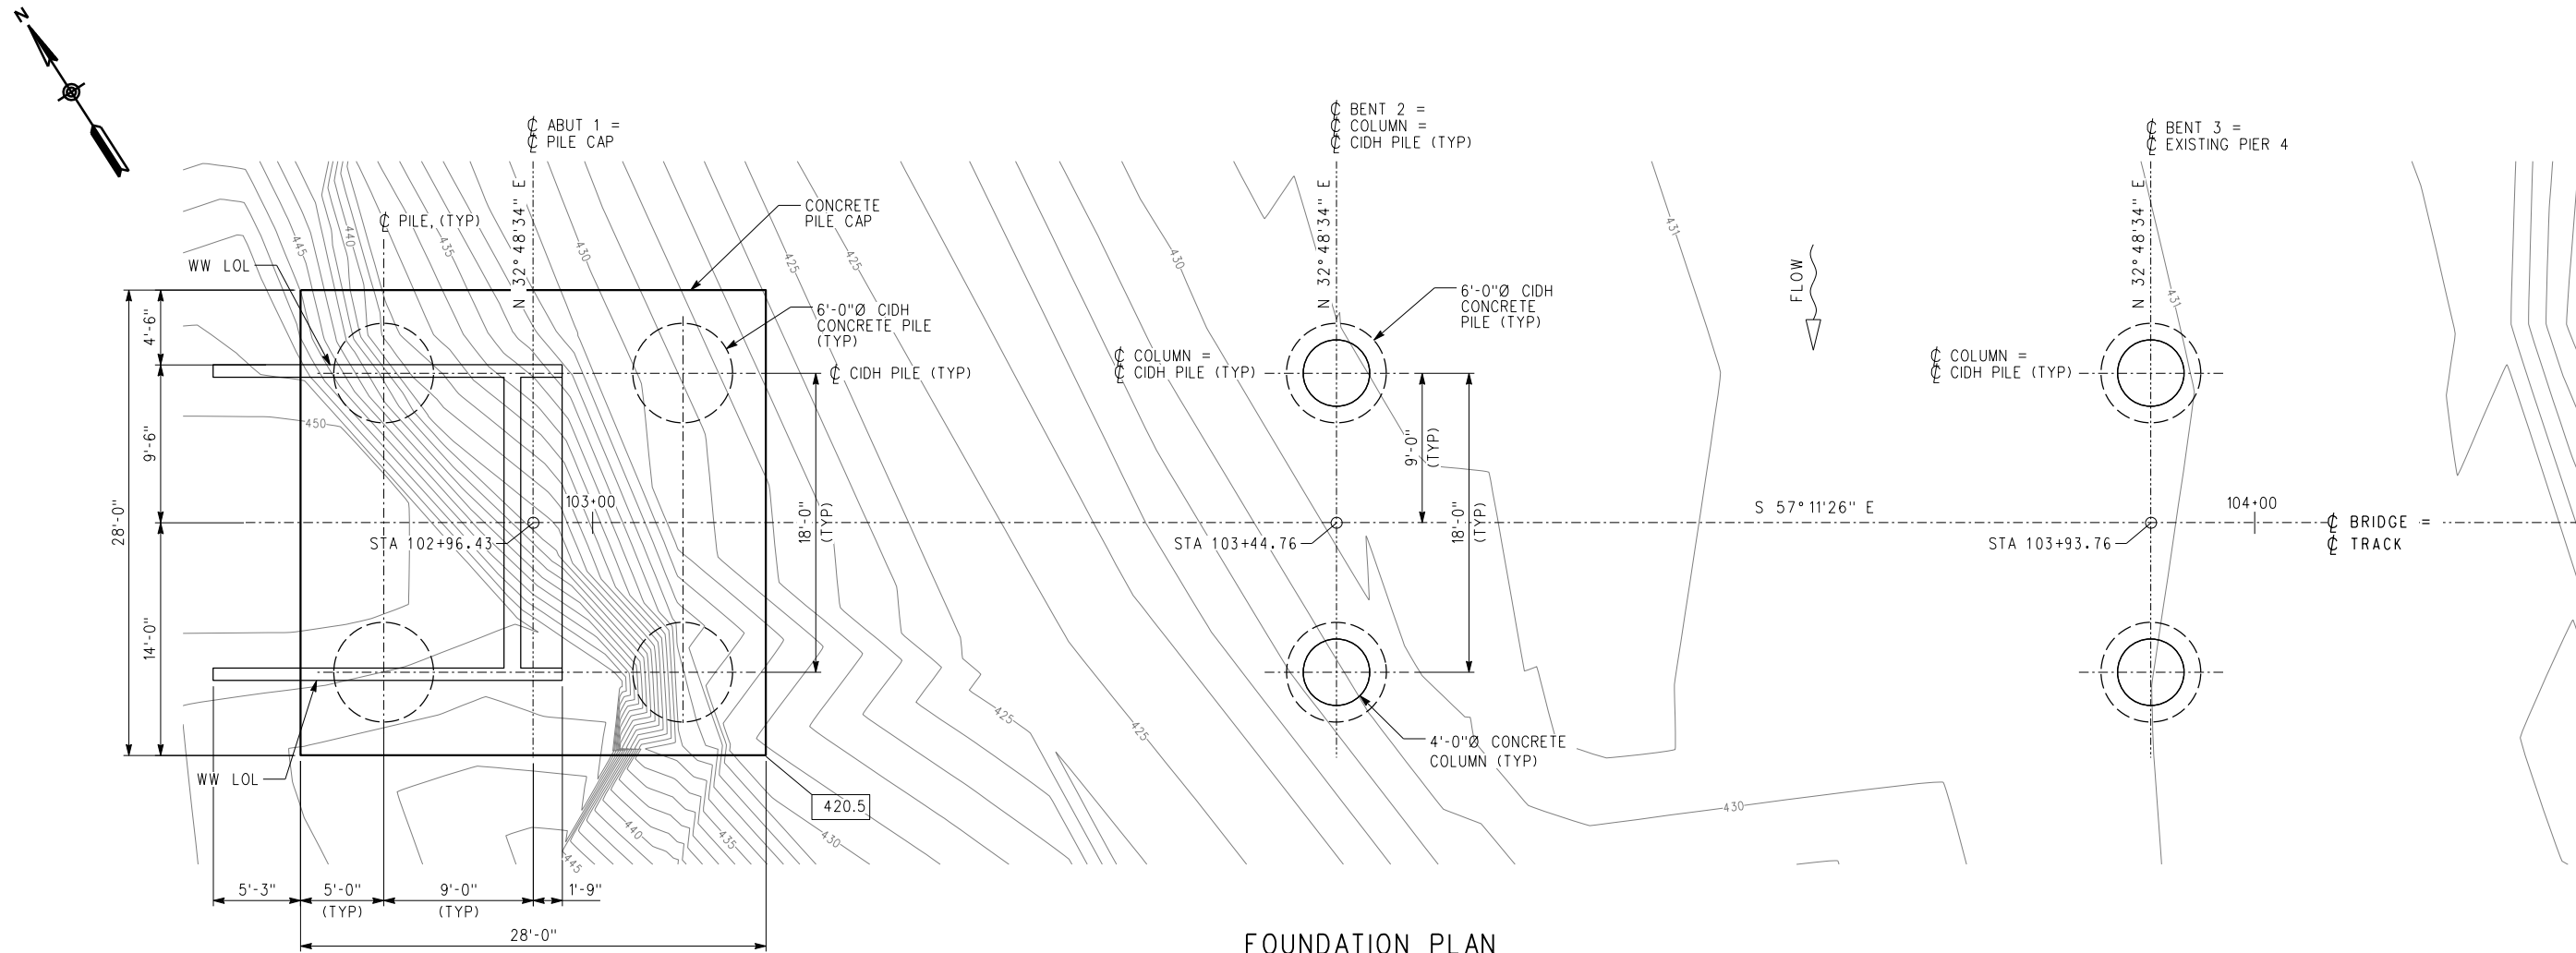 N
℄ ABUT 1 =
℄ PILE CAP
℄ BENT 2 =
℄ COLUMN =
℄ CIDH PILE (TYP)
℄ BENT 3 =
℄ EXISTING PIER 4
N 32° 48'34" E
N 32° 48'34" E
N 32° 48'34" E
℄ PILE, (TYP)
CONCRETE
PILE CAP
WW LOL
445
440
435
430
425
425
430
431
431
FLOW
6'-0"Ø CIDH
CONCRETE PILE
(TYP)
6'-0"Ø CIDH
CONCRETE
PILE (TYP)
℄ CIDH PILE (TYP)
℄ COLUMN =
℄ CIDH PILE (TYP)
℄ COLUMN =
℄ CIDH PILE (TYP)
4'-6"
9'-6"
14'-0"
28'-0"
450
103+00
STA 102+96.43
18'-0"
(TYP)
STA 103+44.76
9'-0"
(TYP)
18'-0"
(TYP)
S 57°11'26" E
STA 103+93.76
104+00
℄ BRIDGE =
℄ TRACK
WW LOL
420.5
4'-0"Ø CONCRETE
COLUMN (TYP)
425
425
430
445
440
435
430
5'-3"
5'-0"
(TYP)
9'-0"
(TYP)
1'-9"
28'-0"
FOUNDATION PLAN